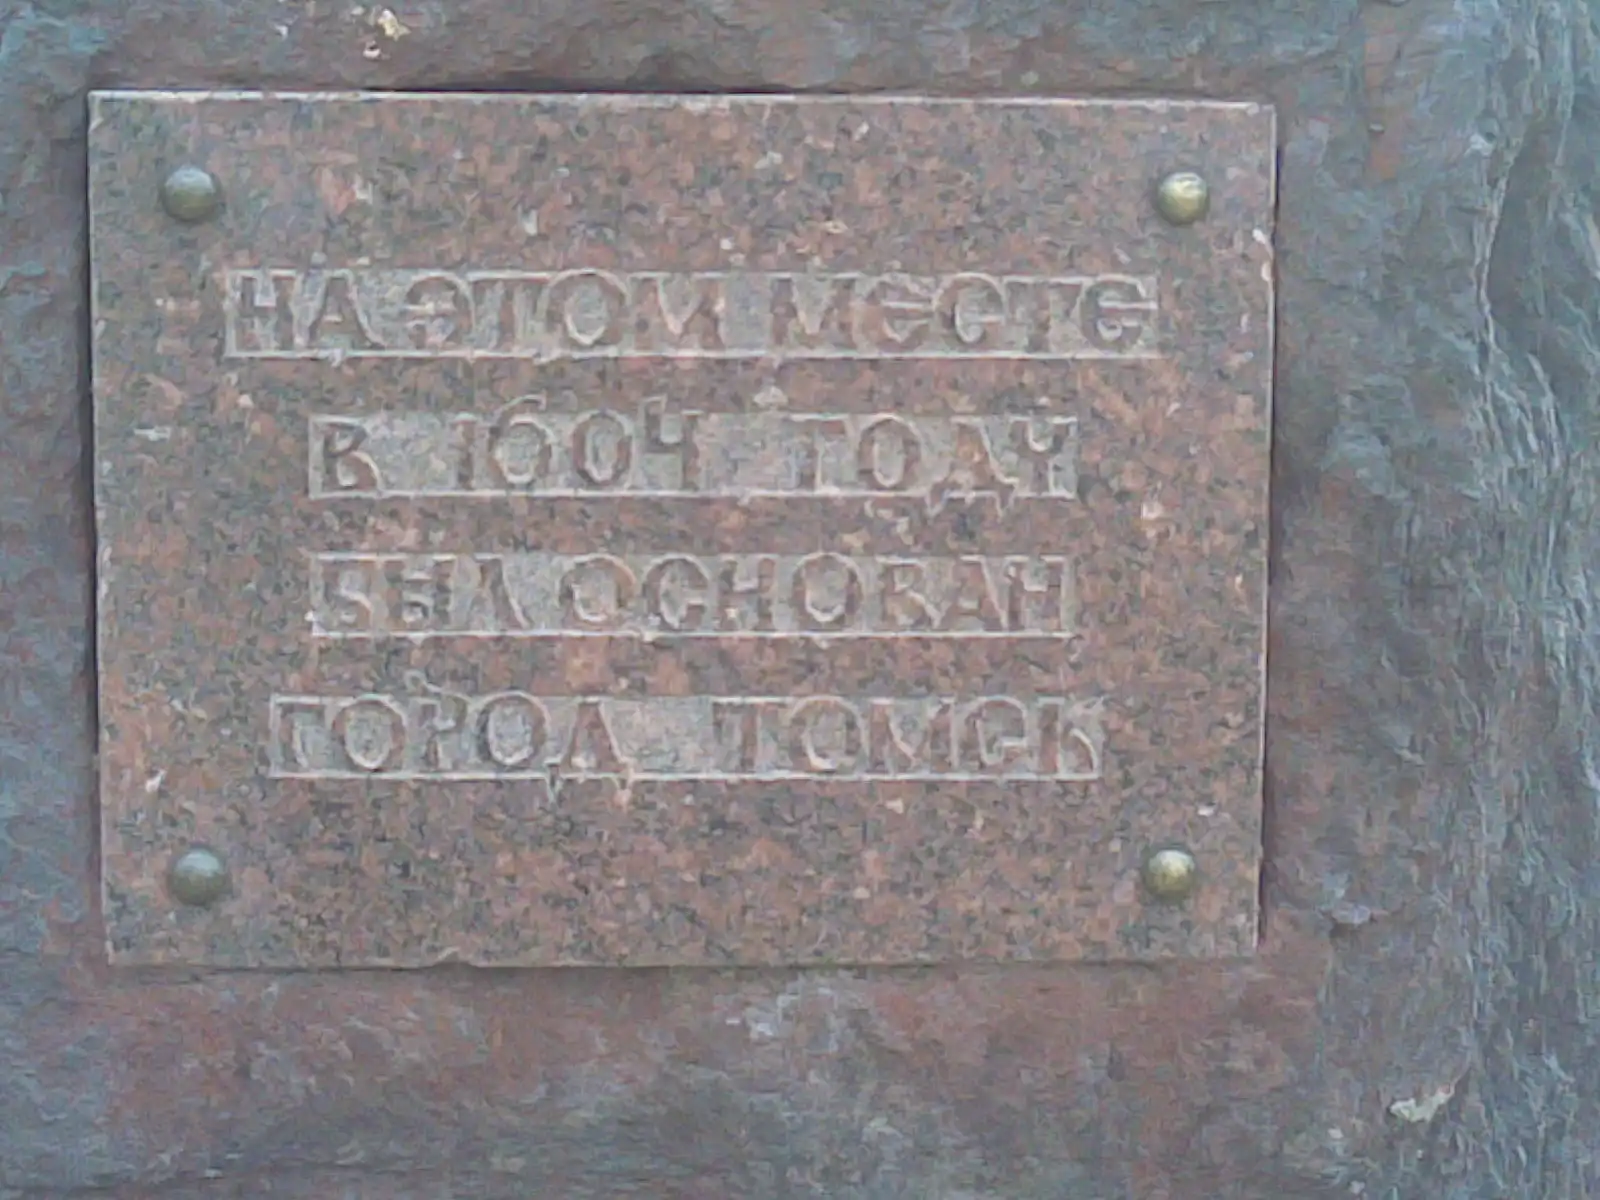 НА ЭТОМ МЕСТЕ
В 1604 ГОДУ
БЫЛ ОСНОВАН
ГОРОД ТОМСК